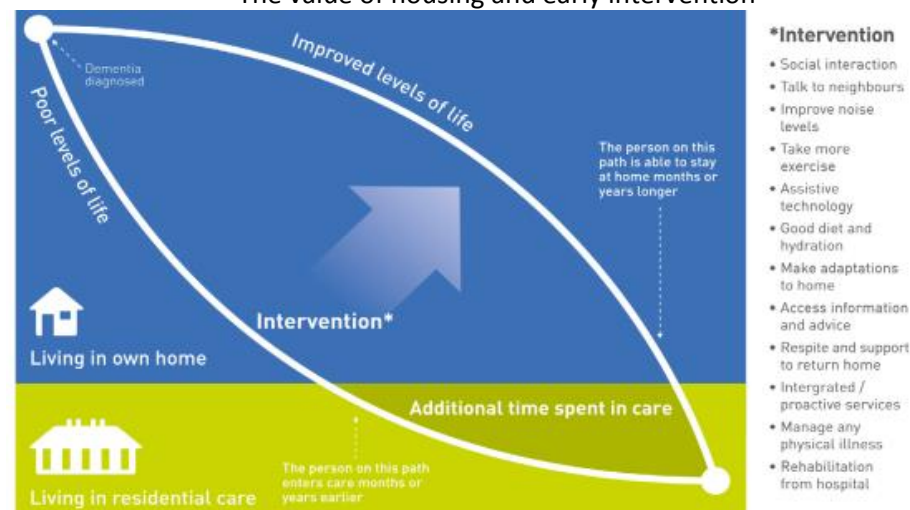 The value of housing and early intervention
Dementia
diagnosed
Improved levels of life
Poor levels of life
The person on this
path is able to stay
at home months or
years longer
Intervention*
Living in own home
Additional time spent in care
The person on this path
enters care months or
years earlier
Living in residential care
*Intervention
• Social interaction
• Talk to neighbours
• Improve noise
levels
• Take more
exercise
• Assistive
technology
• Good diet and
hydration
• Make adaptations
to home
• Access information
and advice
• Respite and support
to return home
• Intergrated /
proactive services
• Manage any
physical illness
• Rehabilitation
from hospital